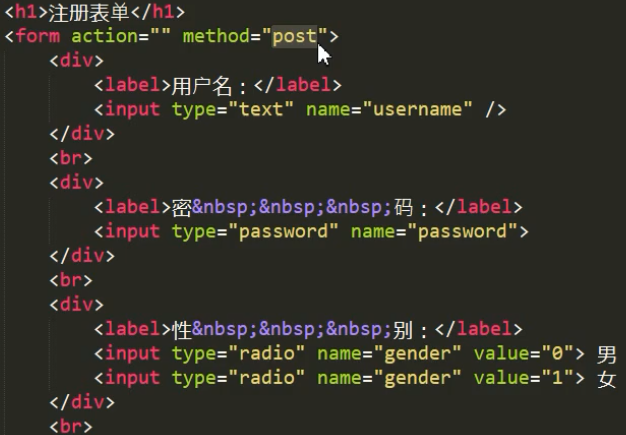 <h1>注册表单</h1>
<form action="" method="post">
<div>
<label>用户名：</label>
<input type="text" name="username" />
</div>
<br>
<div>
<label>密&nbsp;&nbsp;&nbsp;码：</label>
<input type="password" name="password">
</div>
<br>
<div>
<label>性&nbsp;&nbsp;&nbsp;别：</label>
<input type="radio" name="gender" value="0"> 男
<input type="radio" name="gender" value="1"> 女
</div>
<br>